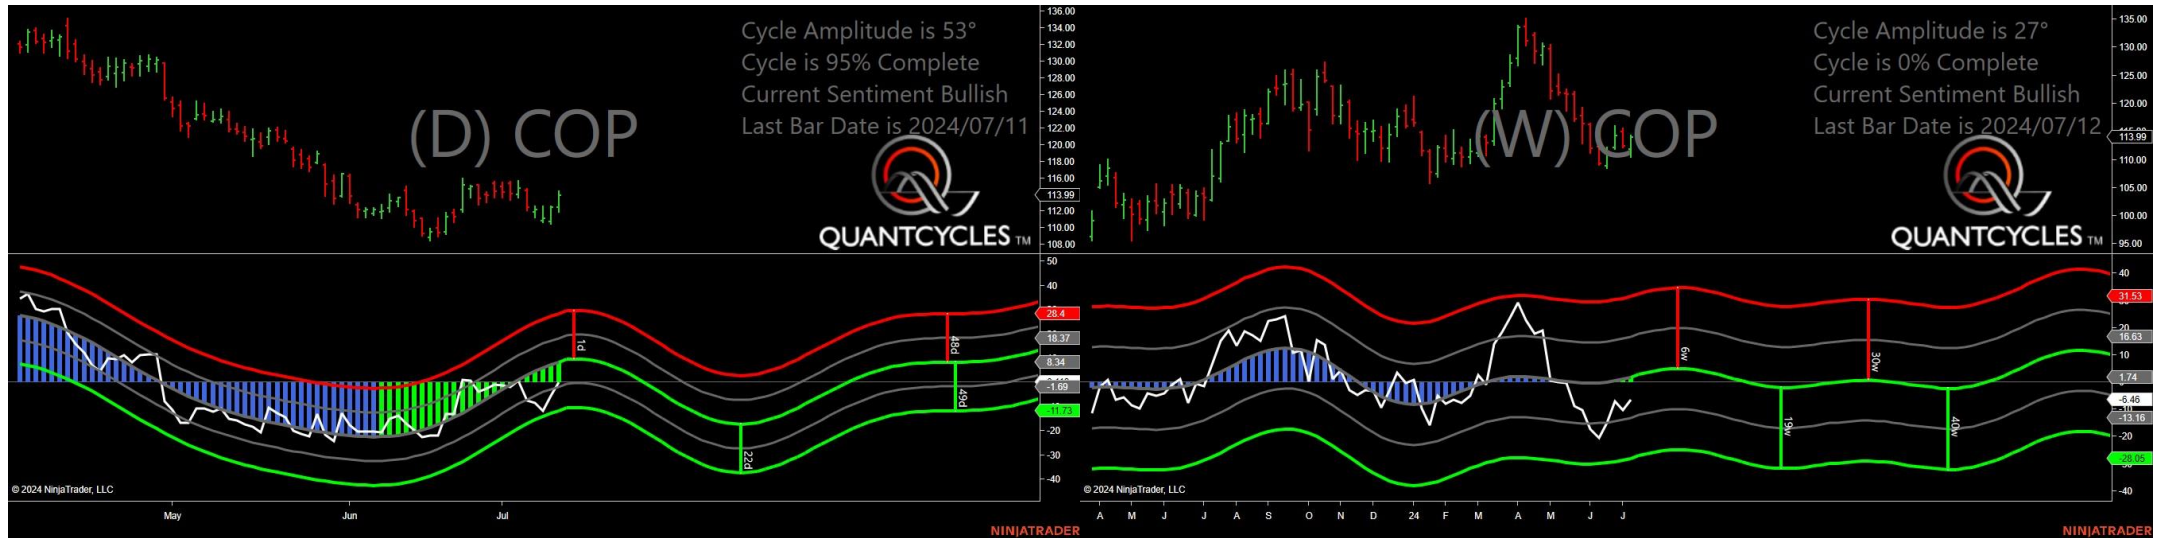 Cycle Amplitude is 53°
Cycle is 95% Complete
Current Sentiment Bullish
Last Bar Date is 2024/07/11
(D) COP
QUANTCYCLES TM
136.00
134.00
132.00
130.00
128.00
126.00
124.00
122.00
120.00
118.00
116.00
113.99
112.00
110.00
108.00
50
40
28.4
18.37
8.34
-1.69
-11.73
-20
-30
-40
1d
22d
48d
49d
© 2024 NinjaTrader, LLC
May Jun Jul
NINJATRADER
Cycle Amplitude is 27°
Cycle is 0% Complete
Current Sentiment Bullish
Last Bar Date is 2024/07/12
(W) COP
QUANTCYCLES TM
135.00
130.00
125.00
120.00
113.99
110.00
105.00
100.00
95.00
40
31.53
20
16.63
10
1.74
-6.46
-13.16
-20
-28.05
-40
6w
19w
30w
40w
© 2024 NinjaTrader, LLC
A M J J A S O N D 24 F M A M J J
NINJATRADER